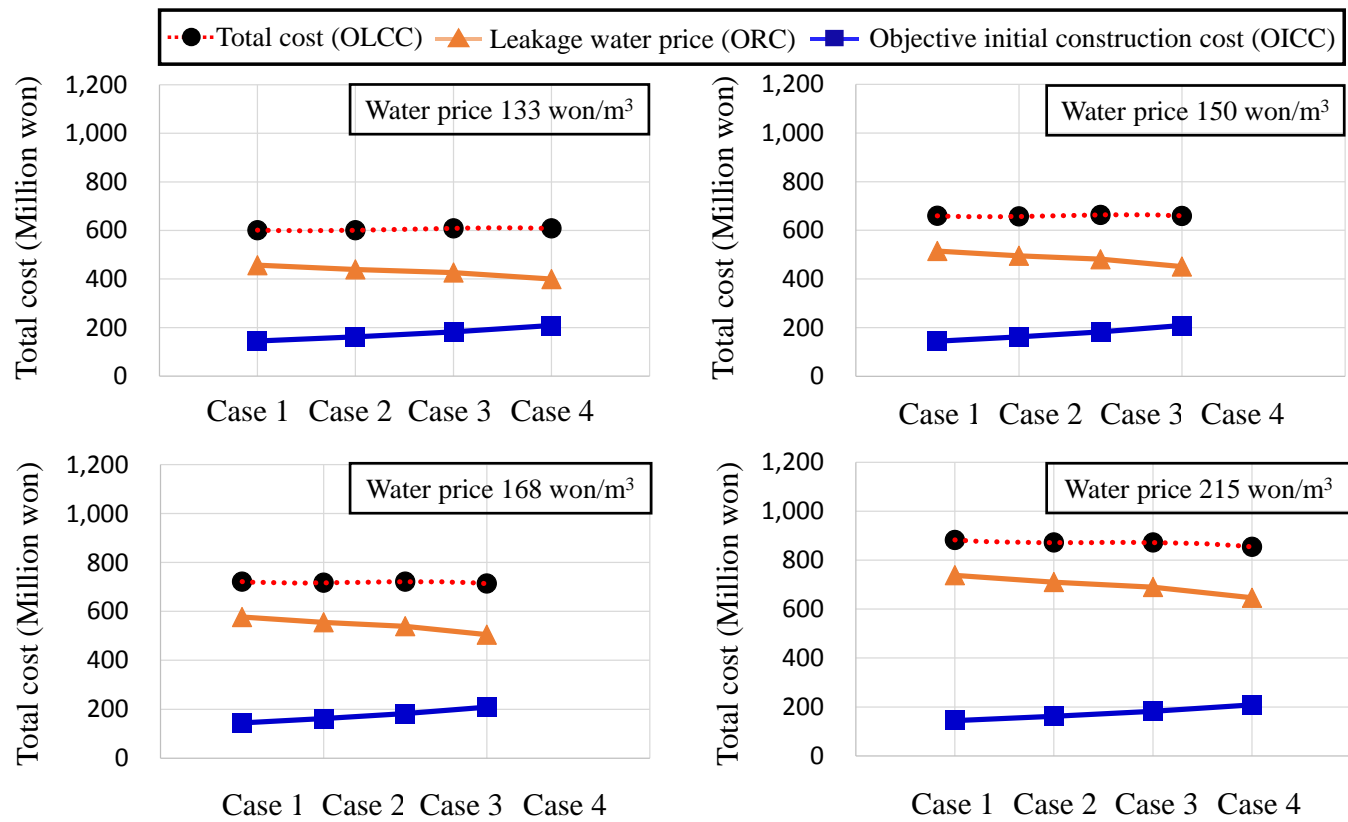 Total cost (OLCC) Leakage water price (ORC) Objective initial construction cost (OICC)
Total cost (Million won)
1,200
1,000
800
600
400
200
0
Water price 133 won/m³
Case 1 Case 2 Case 3 Case 4
Total cost (Million won)
1,200
1,000
800
600
400
200
0
Water price 150 won/m³
Case 1 Case 2 Case 3 Case 4
Total cost (Million won)
1,200
1,000
800
600
400
200
0
Water price 168 won/m³
Case 1 Case 2 Case 3 Case 4
Total cost (Million won)
1,200
1,000
800
600
400
200
0
Water price 215 won/m³
Case 1 Case 2 Case 3 Case 4